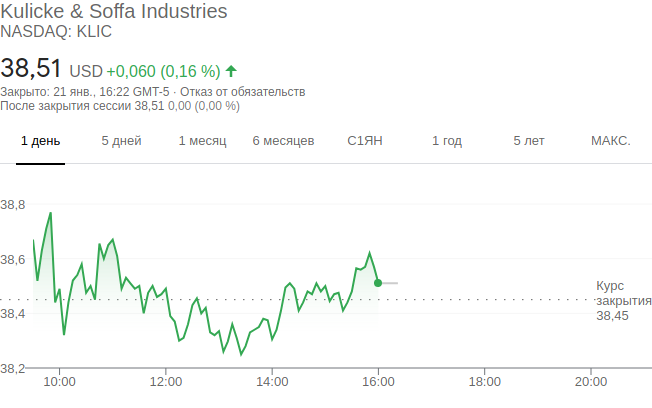 Kulicke & Soffa Industries
NASDAQ: KLIC
38,51 USD +0,060 (0,16 %)
Закрыто: 21 янв., 16:22 GMT-5 · Отказ от обязательств
После закрытия сессии 38,51 0,00 (0,00 %)
1 день 5 дней 1 месяц 6 месяцев С1ЯН 1 год 5 лет МАКС.
38,8
38,6
Курс
закрытия
38,45
38,4
38,2
10:00 12:00 14:00 16:00 18:00 20:00